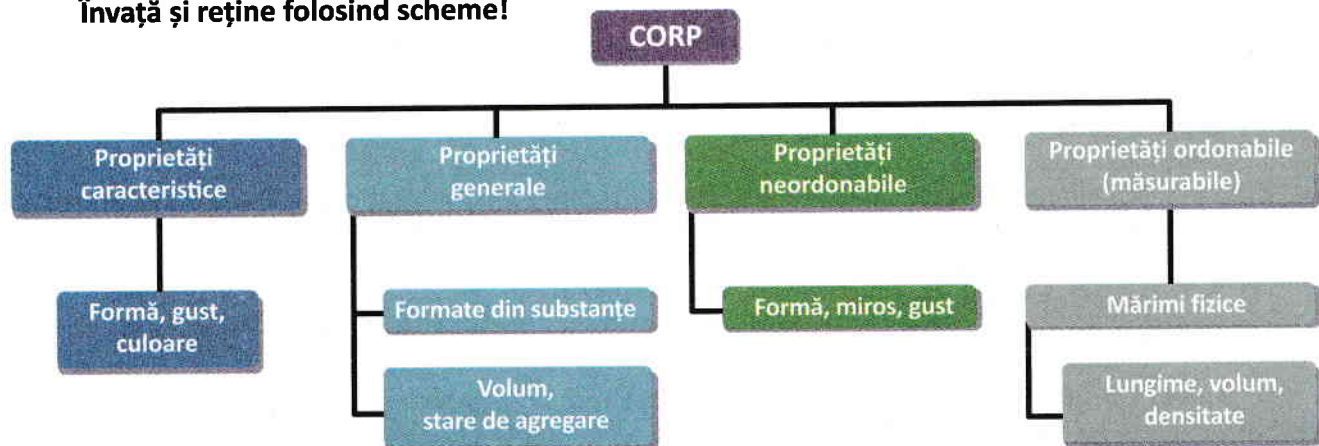 Învață și reține folosind scheme!
CORP
Proprietăți
caracteristice
Formă, gust,
culoare
Proprietăți
generale
Formate din substanțe
Volum,
stare de agregare
Proprietăți
neordonabile
Formă, miros, gust
Proprietăți ordonabile
(măsurabile)
Mărimi fizice
Lungime, volum,
densitate